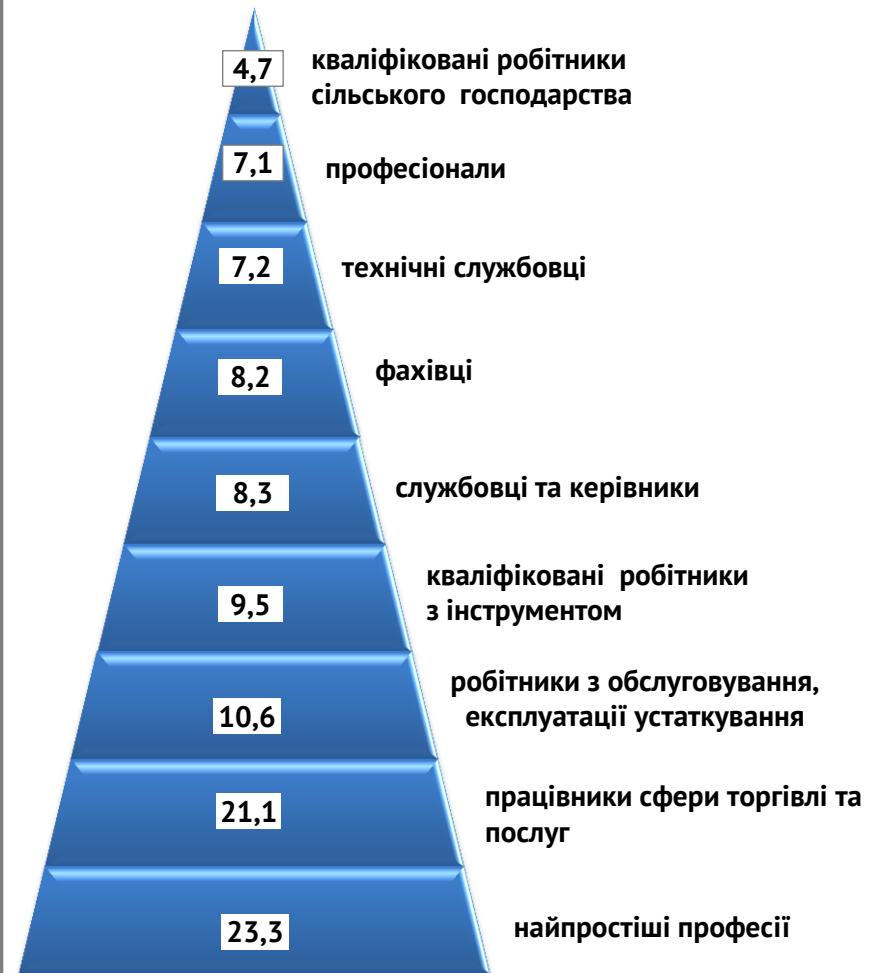 4,7
кваліфіковані робітники
сільського господарства
7,1
професіонали
7,2
технічні службовці
8,2
фахівці
8,3
службовці та керівники
9,5
кваліфіковані робітники
з інструментом
10,6
робітники з обслуговування,
експлуатації устаткування
21,1
працівники сфери торгівлі та
послуг
23,3
найпростіші професії